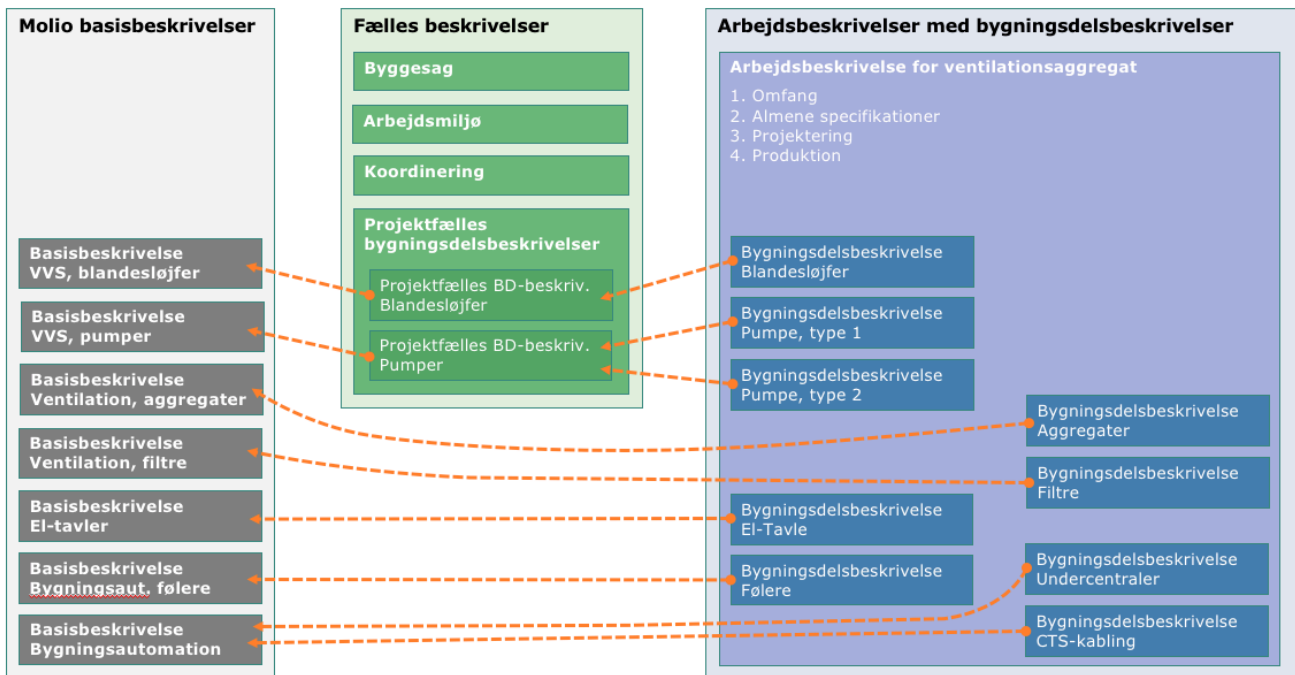 Molio basisbeskrivelser
Basisbeskrivelse
VVS, blandesløjfer
Basisbeskrivelse
VVS, pumper
Basisbeskrivelse
Ventilation, aggregater
Basisbeskrivelse
Ventilation, filtre
Basisbeskrivelse
El-tavler
Basisbeskrivelse
Bygningsaut. følere
Basisbeskrivelse
Bygningsautomation
Fælles beskrivelser
Byggesag
Arbejdsmiljø
Koordinering
Projektfælles
bygningsdelsbeskrivelser
Projektfælles BD-beskriv.
Blandesløjfer
Projektfælles BD-beskriv.
Pumper
Arbejdsbeskrivelser med bygningsdelsbeskrivelser
Arbejdsbeskrivelse for ventilationsaggregat
1. Omfang
2. Almene specifikationer
3. Projektering
4. Produktion
Bygningsdelsbeskrivelse
Blandesløjfer
Bygningsdelsbeskrivelse
Pumpe, type 1
Bygningsdelsbeskrivelse
Pumpe, type 2
Bygningsdelsbeskrivelse
Aggregater
Bygningsdelsbeskrivelse
Filtre
Bygningsdelsbeskrivelse
El-Tavle
Bygningsdelsbeskrivelse
Følere
Bygningsdelsbeskrivelse
Undercentraler
Bygningsdelsbeskrivelse
CTS-kabling